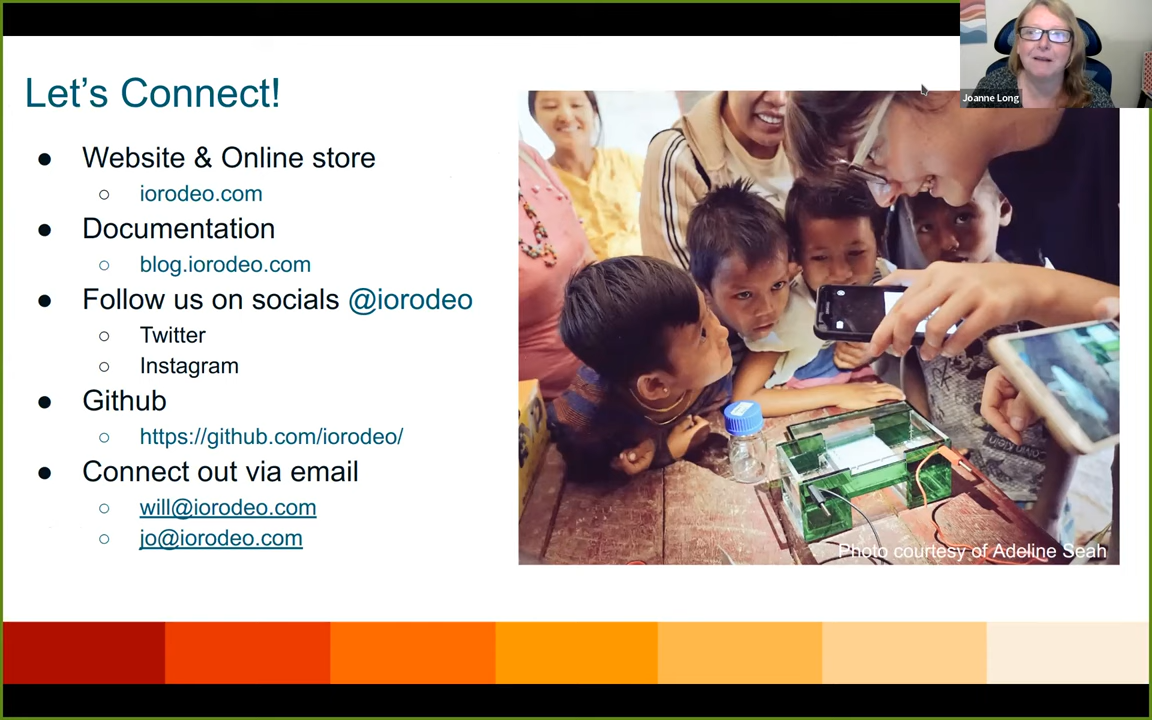 Let's Connect!
Website & Online store
iorodeo.com
Documentation
blog.iorodeo.com
Follow us on socials @iorodeo
Twitter
Instagram
Github
https://github.com/iorodeo/
Connect out via email
will@iorodeo.com
jo@iorodeo.com
Joanne Long
Photo courtesy of Adeline Seah